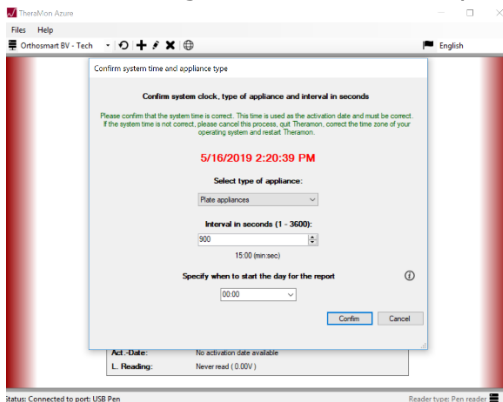 TheraMon Azure
Files Help
Orthosmart BV - Tech English
Confirm system time and appliance type
Confirm system clock, type of appliance and interval in seconds
Please confirm that the system time is correct. This time is used as the activation date and must be correct.
If the system time is not correct, please cancel this process, quit Theramon, correct the time zone of your
operating system and restart Theramon.
5/16/2019 2:20:39 PM
Select type of appliance:
Plate appliances
Interval in seconds (1 - 3600):
900
15:00 (min:sec)
Specify when to start the day for the report
00:00
Confirm Cancel
Act.-Date: No activation date available
L. Reading: Never read ( 0.00V )
Status: Connected to port: USB Pen Reader type: Pen reader